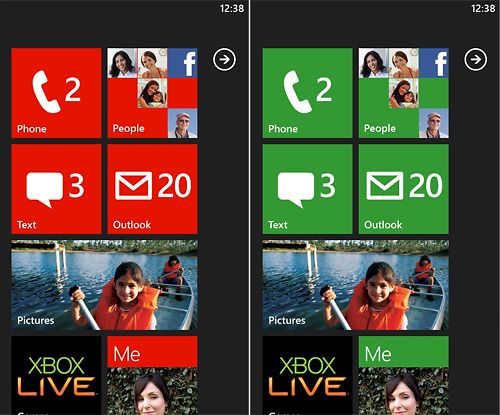 12:38
2
Phone
f
People
3
Text
20
Outlook
Pictures
XBOX
LIVE
Me
12:38
2
Phone
f
People
3
Text
20
Outlook
Pictures
XBOX
LIVE
Me